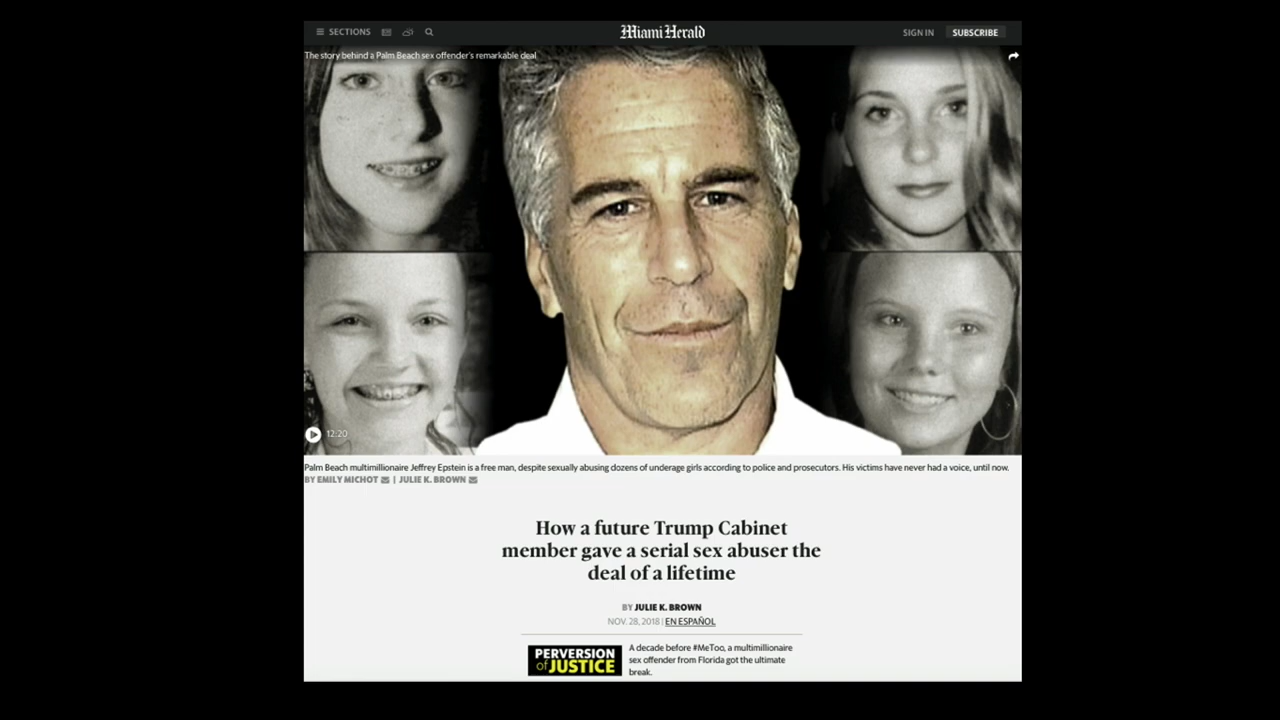 SECTIONS
Miami Herald
SIGN IN
SUBSCRIBE
The story behind a Palm Beach sex offender's remarkable deal
12:20
Palm Beach multimillionaire Jeffrey Epstein is a free man, despite sexually abusing dozens of underage girls according to police and prosecutors. His victims have never had a voice, until now.
BY EMILY MICHOT | JULIE K. BROWN
How a future Trump Cabinet
member gave a serial sex abuser the
deal of a lifetime
BY JULIE K. BROWN
NOV. 28, 2018 | EN ESPAÑOL
PERVERSION
of JUSTICE
A decade before #MeToo, a multimillionaire
sex offender from Florida got the ultimate
break.